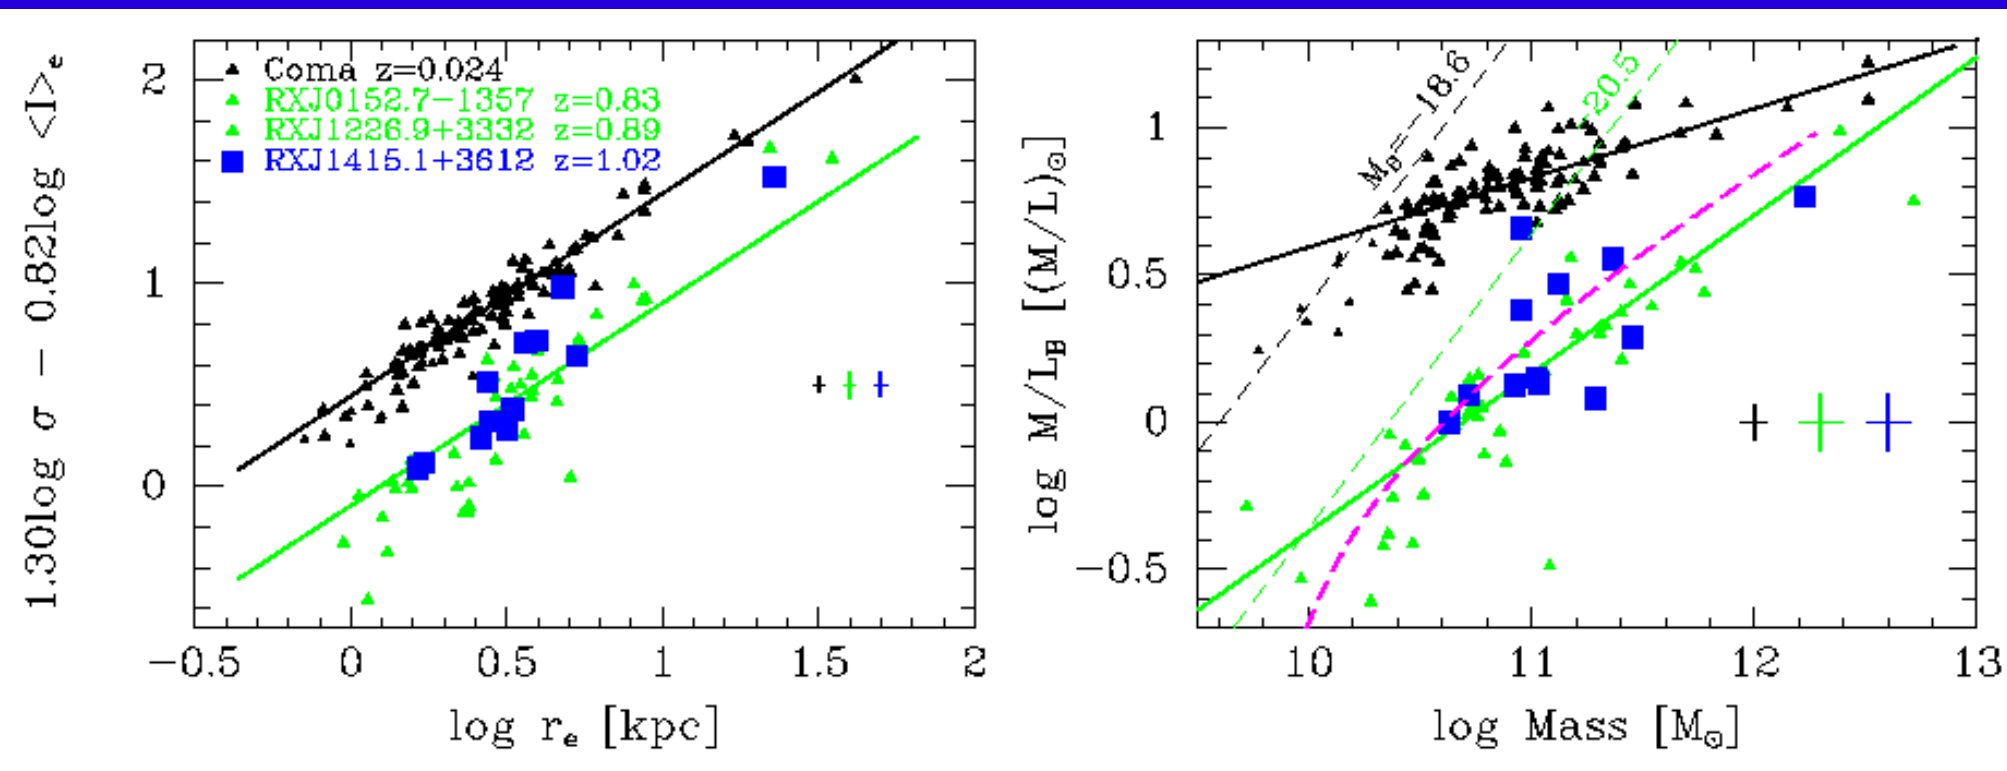 1.30log σ − 0.82log <I>e
2
1
0
−0.5
0
0.5
1
1.5
2
log re [kpc]
Coma z=0.024
RXJ0152.7−1357 z=0.83
RXJ1226.9+3332 z=0.89
RXJ1415.1+3612 z=1.02
log M/LB [(M/L)⊙]
1
0.5
0
−0.5
10
11
12
13
log Mass [M⊙]
MB=−18.6
−20.5